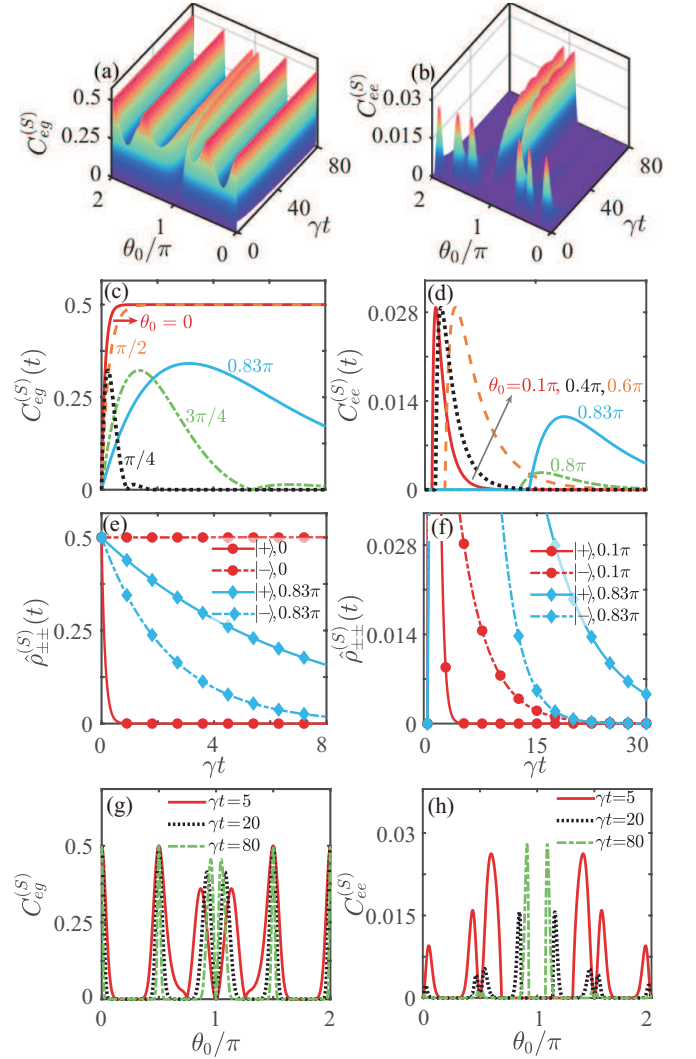 (a) (b)
0.5 0.03
C_{eg}^{(S)} 0.25 C_{ee}^{(S)} 0.015
0 80 0 80
2 40 2 40
1 γt 1 γt
θ_0/π 0 0 θ_0/π 0 0
(c) (d)
0.5 0.028
θ_0 = 0
π/2
0.83π
θ_0=0.1π, 0.4π, 0.6π
C_{eg}^{(S)}(t) 0.25 C_{ee}^{(S)}(t) 0.014
3π/4 0.83π
π/4 0.8π
0 0
(e) (f)
0.5 0.028
|+⟩,0 |+⟩,0.1π
|−⟩,0 |−⟩,0.1π
|+⟩,0.83π |+⟩,0.83π
|−⟩,0.83π |−⟩,0.83π
ρ̂_{±±}^{(S)}(t) 0.25 ρ̂_{±±}^{(S)}(t) 0.014
0 0
0 4 8 0 15 30
γt γt
(g) (h)
γt=5 γt=5
γt=20 γt=20
γt=80 γt=80
0.5 0.03
C_{eg}^{(S)} 0.25 C_{ee}^{(S)} 0.015
0 0
0 1 2 0 1 2
θ_0/π θ_0/π